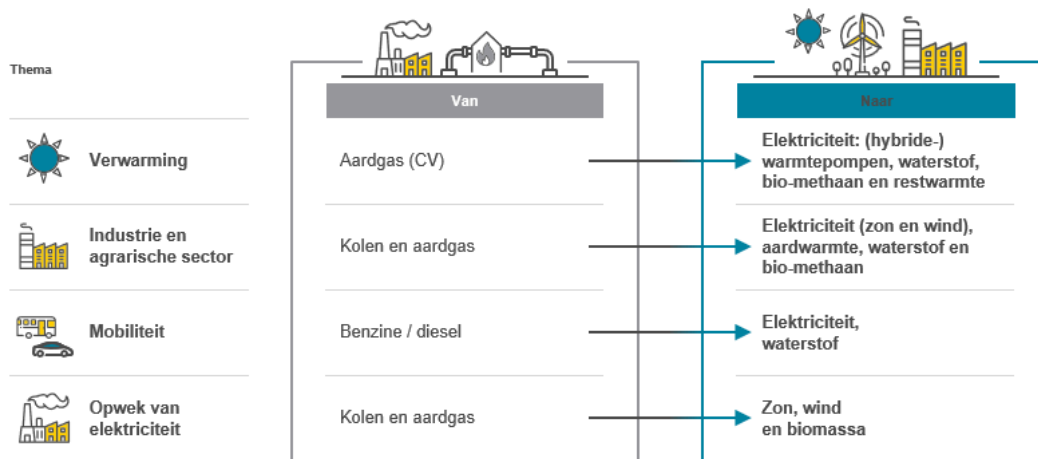 Thema
Van
Naar
Verwarming
Aardgas (CV)
Elektriciteit: (hybride-)
warmtepompen, waterstof,
bio-methaan en restwarmte
Industrie en
agrarische sector
Kolen en aardgas
Elektriciteit (zon en wind),
aardwarmte, waterstof en
bio-methaan
Mobiliteit
Benzine / diesel
Elektriciteit,
waterstof
Opwek van
elektriciteit
Kolen en aardgas
Zon, wind
en biomassa